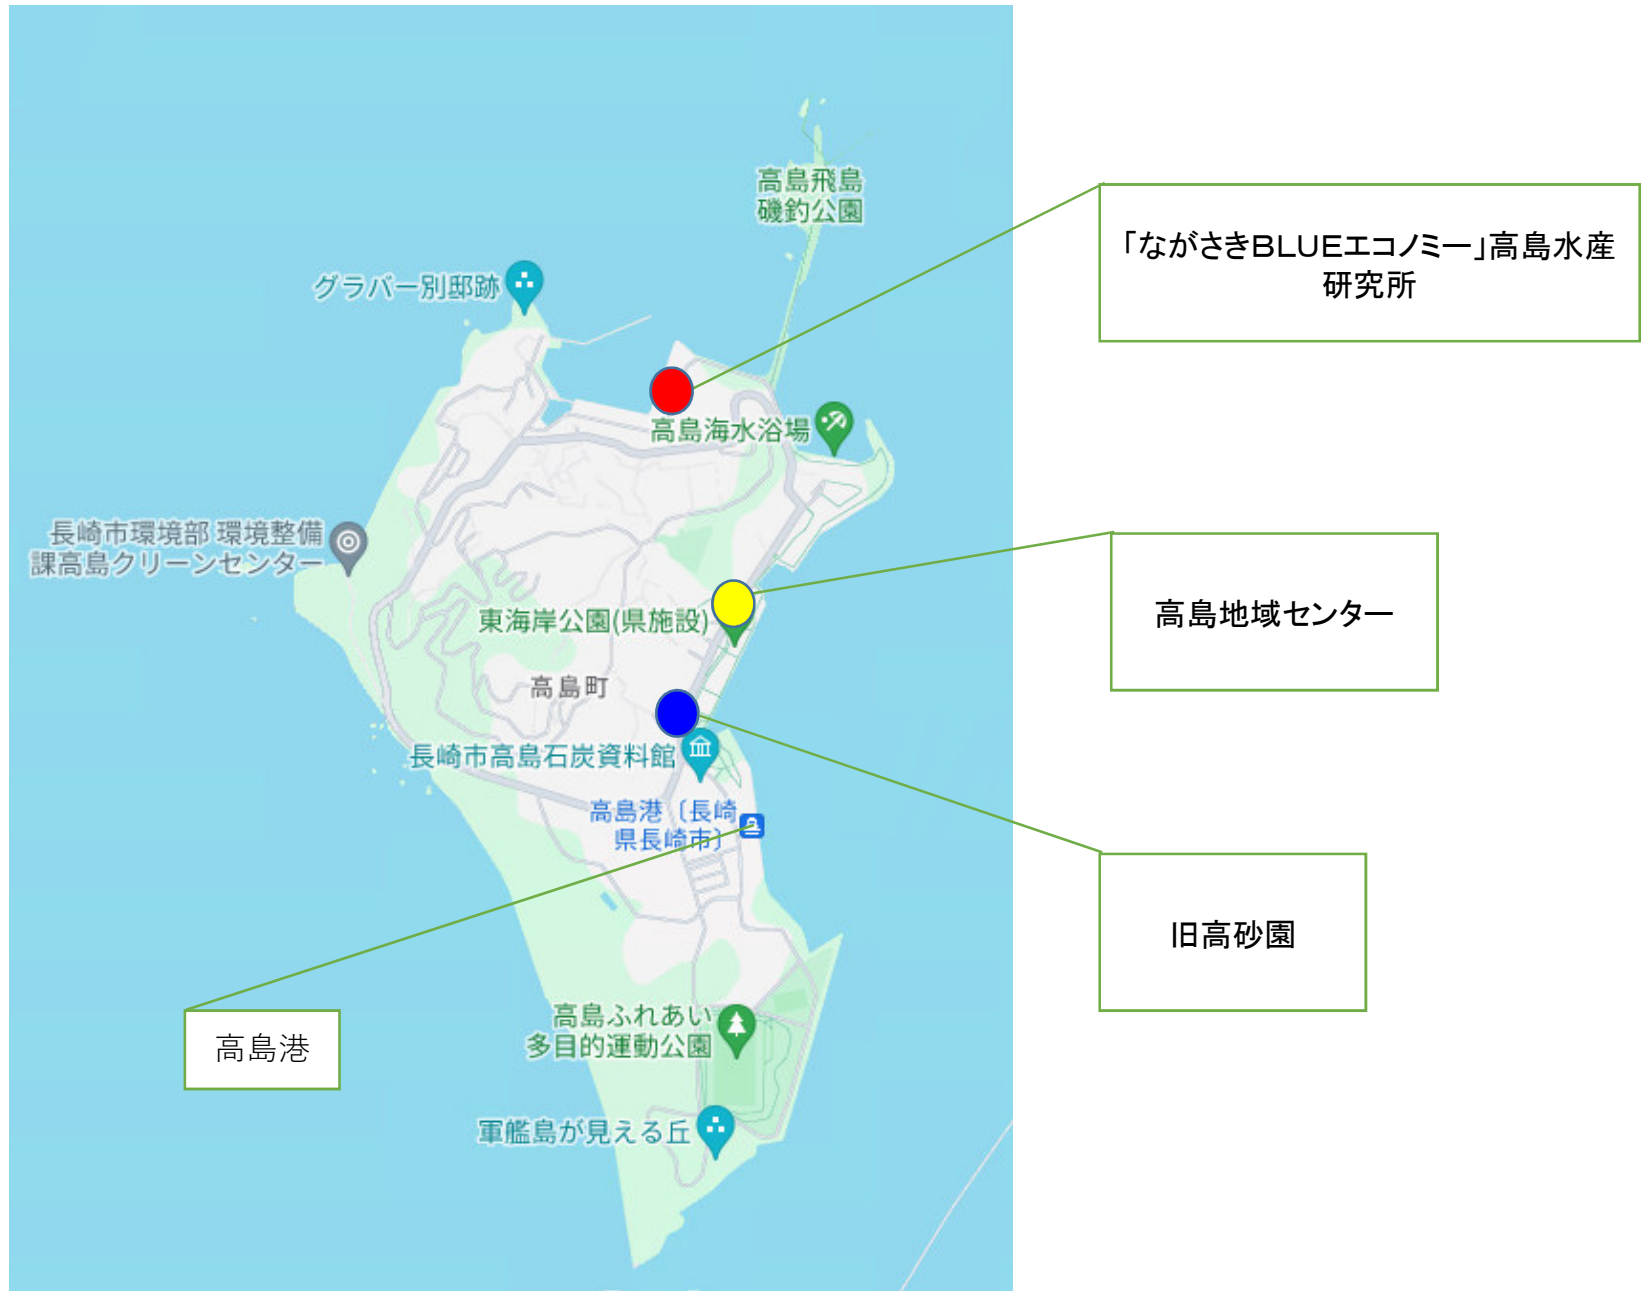 高島飛島
磯釣公園
「ながさきBLUEエコノミー」高島水産
研究所
グラバー別邸跡
高島海水浴場
長崎市環境部 環境整備
課高島クリーンセンター
東海岸公園(県施設)
高島地域センター
高島町
長崎市高島石炭資料館
高島港〔長崎
県長崎市〕
旧高砂園
高島ふれあい
多目的運動公園
高島港
軍艦島が見える丘